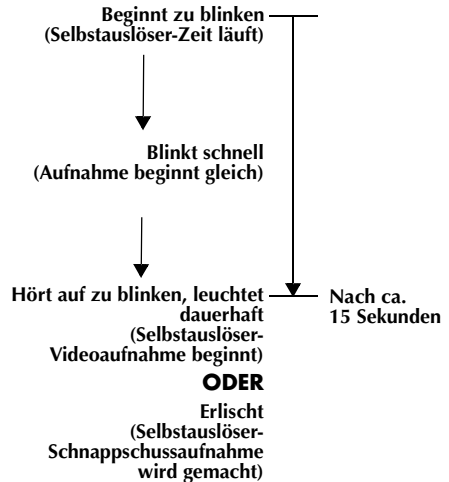 Beginnt zu blinken
(Selbstauslöser-Zeit läuft)
Blinkt schnell
(Aufnahme beginnt gleich)
Hört auf zu blinken, leuchtet
dauerhaft
(Selbstauslöser-
Videoaufnahme beginnt)
Nach ca.
15 Sekunden
ODER
Erlischt
(Selbstauslöser-
Schnappschussaufnahme
wird gemacht)